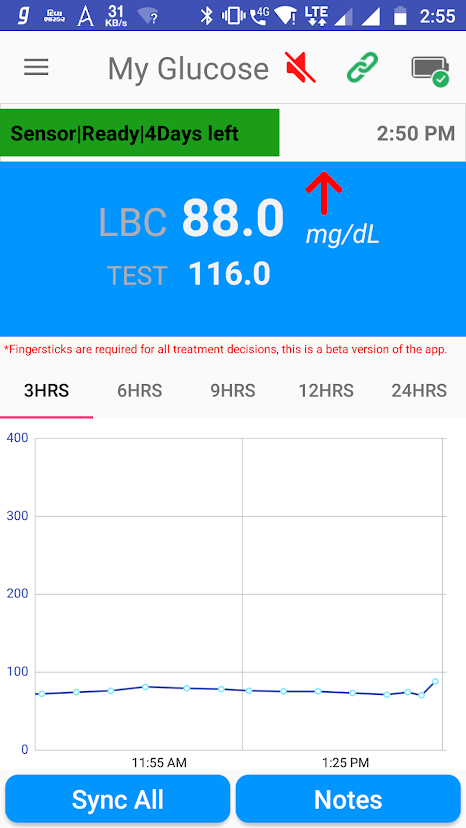 g दिव्य भास्कर A 31 KB/s ? 4G ! LTE 2:55
My Glucose
Sensor|Ready|4Days left 2:50 PM
LBC 88.0 mg/dL
TEST 116.0
*Fingersticks are required for all treatment decisions, this is a beta version of the app.
3HRS 6HRS 9HRS 12HRS 24HRS
400
300
200
100
0
11:55 AM 1:25 PM
Sync All Notes